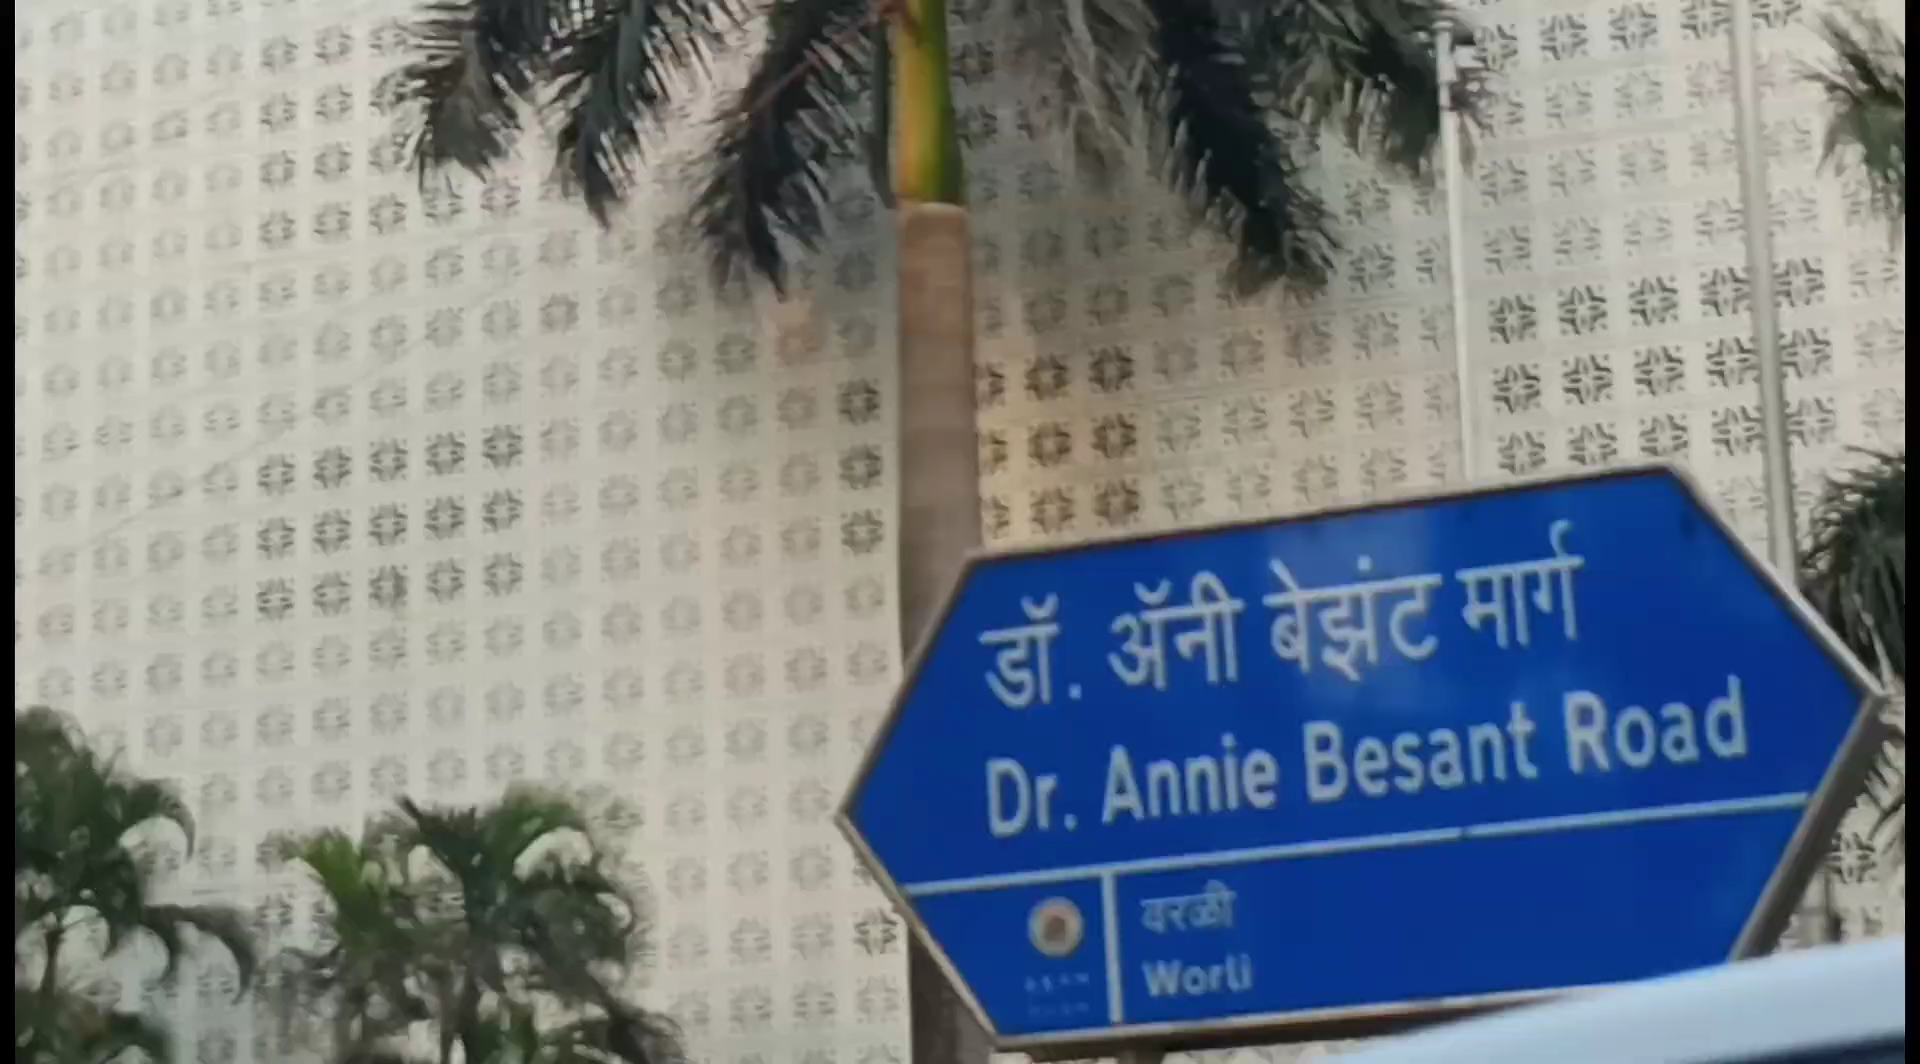 डॉ. ॲनी बेझंट मार्ग
Dr. Annie Besant Road
वरळी
Worli